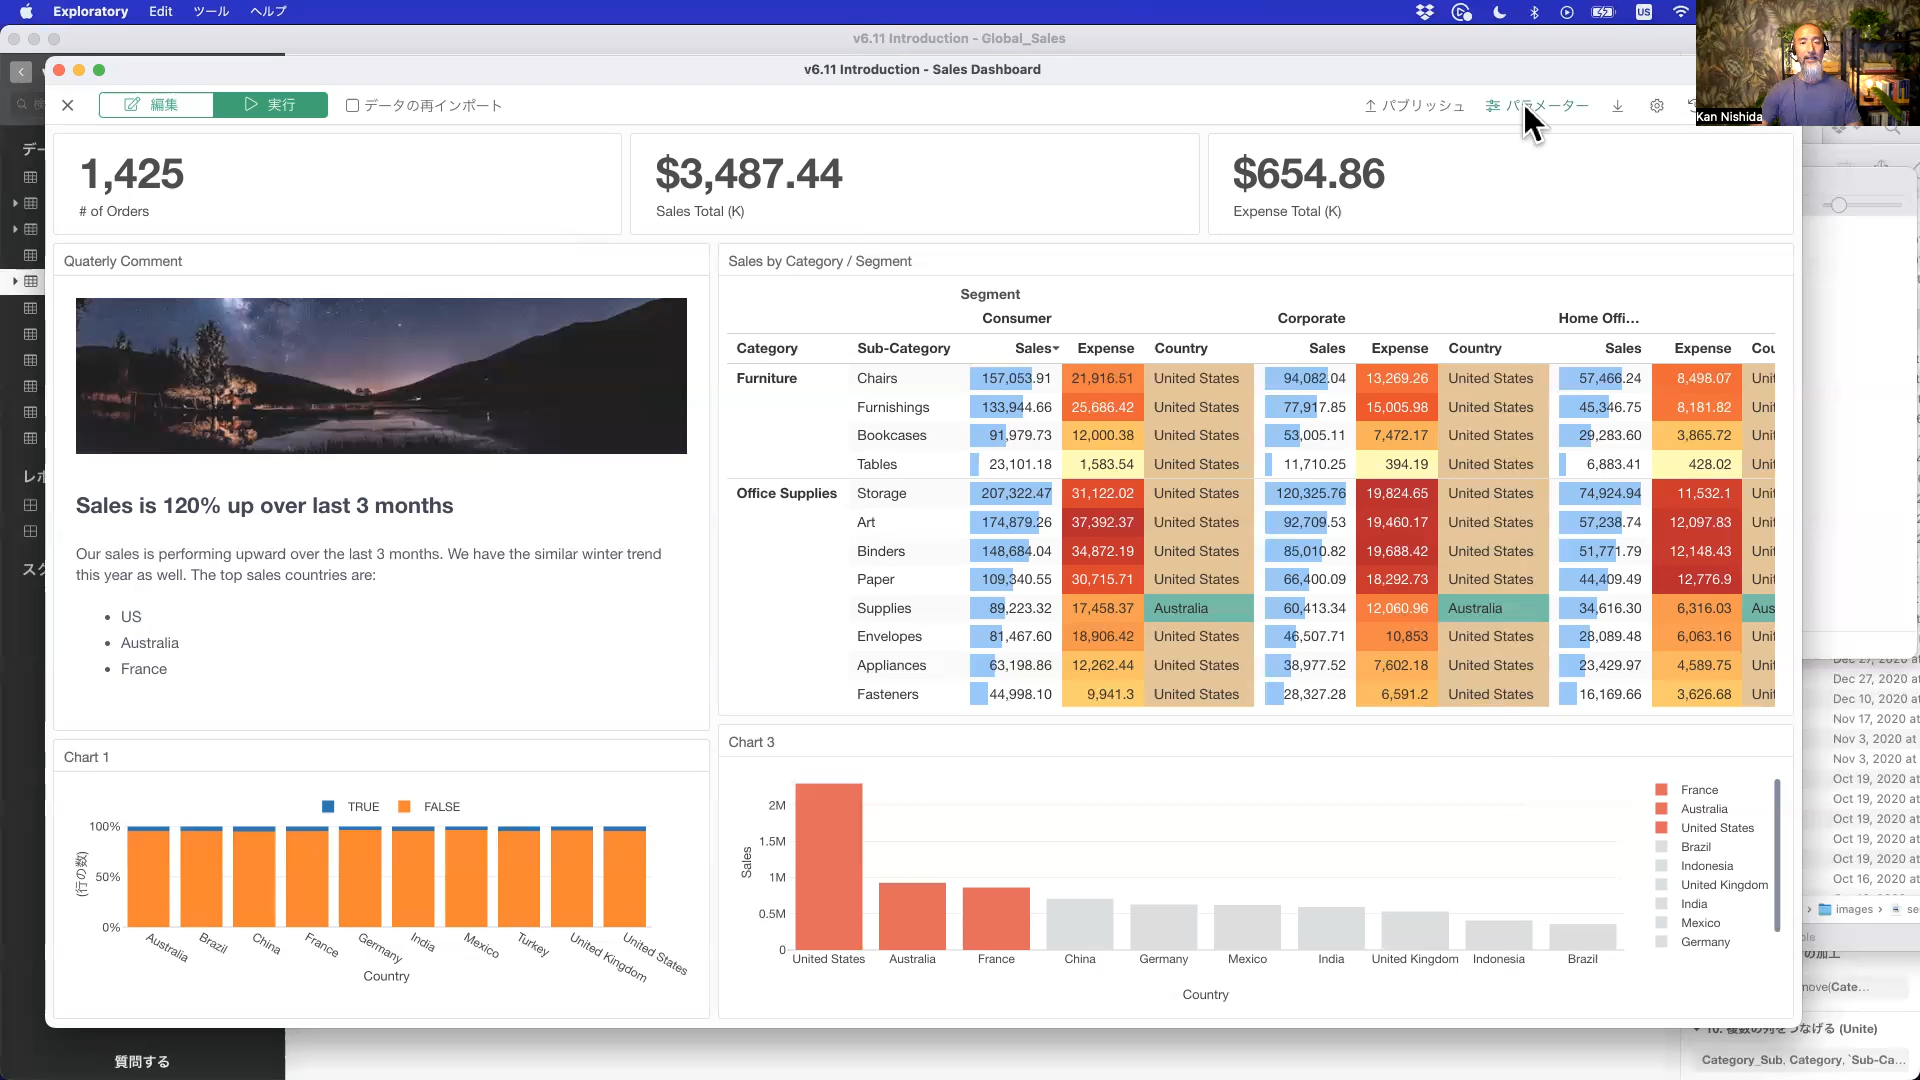 Exploratory Edit ツール ヘルプ
US
v6.11 Introduction - Global_Sales
v6.11 Introduction - Sales Dashboard
編集 実行 データの再インポート パブリッシュ パラメーター
Kan Nishida
1,425
# of Orders
$3,487.44
Sales Total (K)
$654.86
Expense Total (K)
Quaterly Comment
Sales is 120% up over last 3 months
Our sales is performing upward over the last 3 months. We have the similar winter trend
this year as well. The top sales countries are:
• US
• Australia
• France
Sales by Category / Segment
Segment
Consumer Corporate Home Offi...
Category Sub-Category Sales Expense Country Sales Expense Country Sales Expense Cou
Furniture Chairs 157,053.91 21,916.51 United States 94,082.04 13,269.26 United States 57,466.24 8,498.07 Unit
Furnishings 133,944.66 25,686.42 United States 77,917.85 15,005.98 United States 45,346.75 8,181.82 Unit
Bookcases 91,979.73 12,000.38 United States 53,005.11 7,472.17 United States 29,283.60 3,865.72 Unit
Tables 23,101.18 1,583.54 United States 11,710.25 394.19 United States 6,883.41 428.02 Unit
Office Supplies Storage 207,322.47 31,122.02 United States 120,325.76 19,824.65 United States 74,924.94 11,532.1 Unit
Art 174,879.26 37,392.37 United States 92,709.53 19,460.17 United States 57,238.74 12,097.83 Unit
Binders 148,684.04 34,872.19 United States 85,010.82 19,688.42 United States 51,771.79 12,148.43 Unit
Paper 109,340.55 30,715.71 United States 66,400.09 18,292.73 United States 44,409.49 12,776.9 Unit
Supplies 89,223.32 17,458.37 Australia 60,413.34 12,060.96 Australia 34,616.30 6,316.03 Aus
Envelopes 81,467.60 18,906.42 United States 46,507.71 10,853 United States 28,089.48 6,063.16 Unit
Appliances 63,198.86 12,262.44 United States 38,977.52 7,602.18 United States 23,429.97 4,589.75 Unit
Fasteners 44,998.10 9,941.3 United States 28,327.28 6,591.2 United States 16,169.66 3,626.68 Unit
Chart 1
TRUE FALSE
100%
50%
0%
(行の数)
Australia Brazil China France Germany India Mexico Turkey United Kingdom United States
Country
Chart 3
2M
1.5M
1M
0.5M
0
Sales
United States Australia France China Germany Mexico India United Kingdom Indonesia Brazil
Country
France
Australia
United States
Brazil
Indonesia
United Kingdom
India
Mexico
Germany
Dec 27, 2020 at
Dec 27, 2020 at
Dec 10, 2020 at
Nov 17, 2020 at
Nov 3, 2020 at
Nov 3, 2020 at
Oct 19, 2020 at
Oct 19, 2020 at
Oct 19, 2020 at
Oct 19, 2020 at
Oct 19, 2020 at
Oct 16, 2020 at
images
の加工
move(Cate...
10. 複数の列をつなげる (Unite)
Category_Sub, Category, `Sub-Ca...
質問する